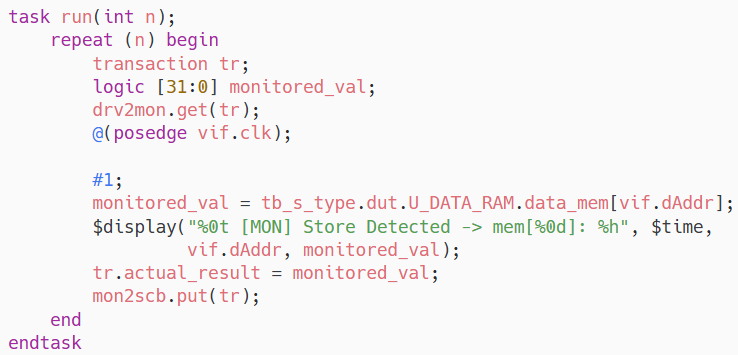 task run(int n);
    repeat (n) begin
        transaction tr;
        logic [31:0] monitored_val;
        drv2mon.get(tr);
        @(posedge vif.clk);

        #1;
        monitored_val = tb_s_type.dut.U_DATA_RAM.data_mem[vif.dAddr];
        $display("%0t [MON] Store Detected -> mem[%0d]: %h", $time,
                 vif.dAddr, monitored_val);
        tr.actual_result = monitored_val;
        mon2scb.put(tr);
    end
endtask